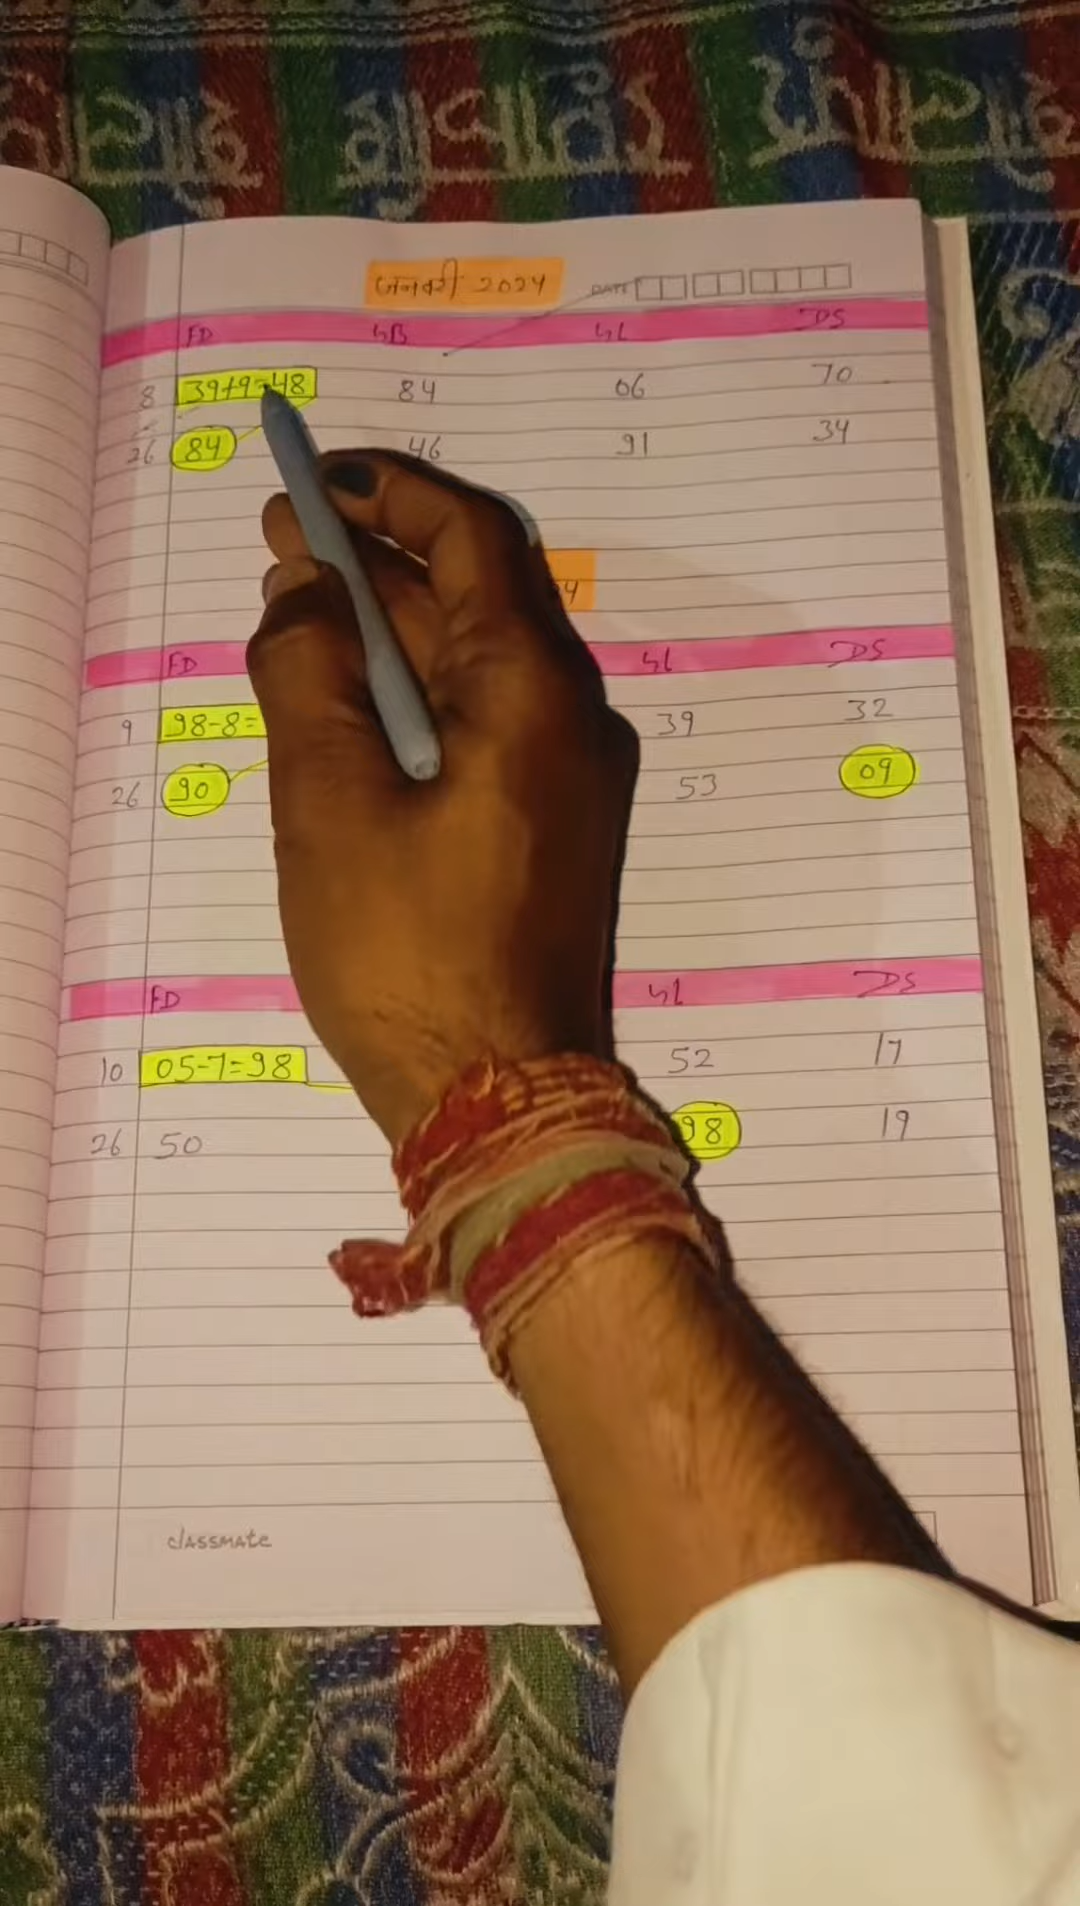 जनवरी 2024 DATE
FD GB GL DS
8 39+9=48 84 06 70
26 84 46 91 34
FD GL DS
9 98-8= 39 32
26 90 53 09
FD GL DS
10 05-7=98 52 17
26 50 98 19
classmate